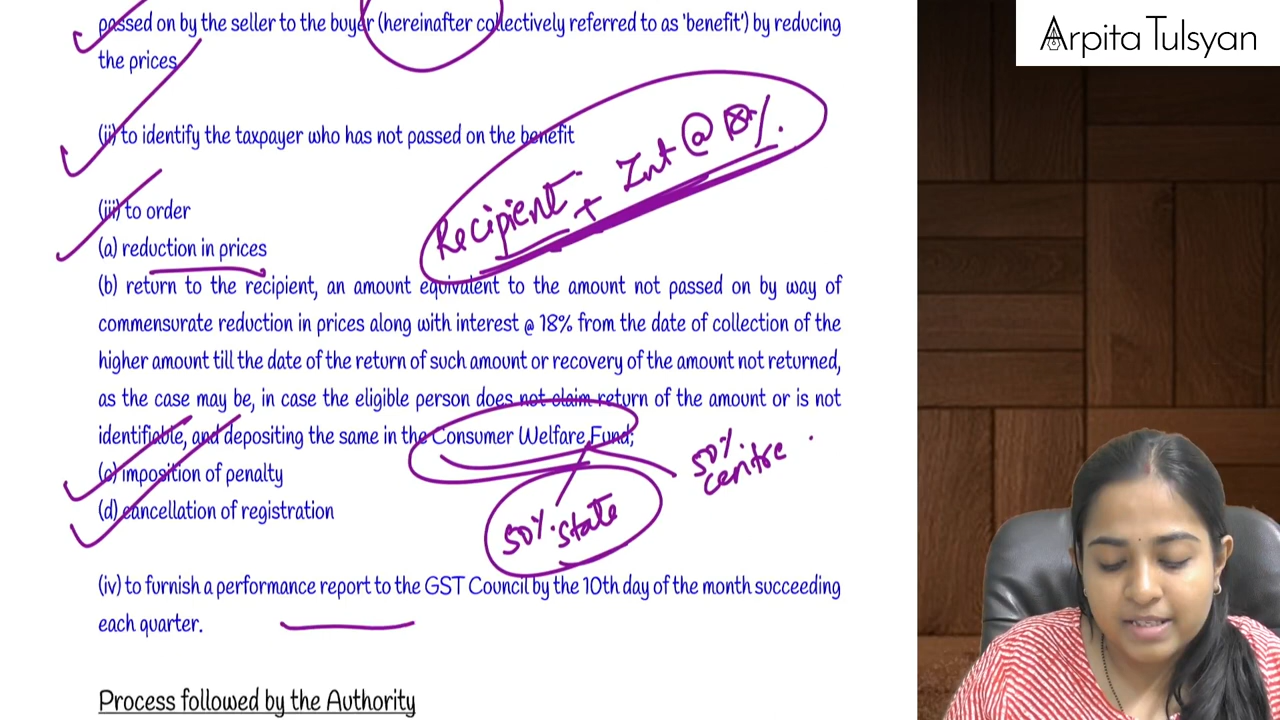 passed on by the seller to the buyer (hereinafter collectively referred to as 'benefit') by reducing
the prices
(ii) to identify the taxpayer who has not passed on the benefit
(iii) to order
(a) reduction in prices
(b) return to the recipient, an amount equivalent to the amount not passed on by way of
commensurate reduction in prices along with interest @ 18% from the date of collection of the
higher amount till the date of the return of such amount or recovery of the amount not returned,
as the case may be, in case the eligible person does not claim return of the amount or is not
identifiable, and depositing the same in the Consumer Welfare Fund;
(c) imposition of penalty
(d) cancellation of registration
(iv) to furnish a performance report to the GST Council by the 10th day of the month succeeding
each quarter.
Process followed by the Authority
Recipient + Int @ 18%.
50% State
50%
centre
Arpita Tulsyan